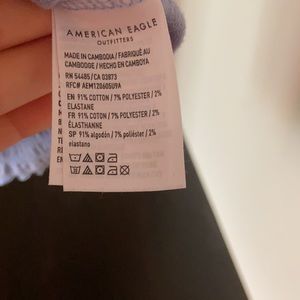 AMERICAN EAGLE
OUTFITTERS
MADE IN CAMBODIA / FABRIQUÉ AU
CAMBODGE / HECHO EN CAMBOYA
RN 54485 / CA 03873
RFC# AEM120605U9A
EN 91% COTTON / 7% POLYESTER / 2%
ELASTANE
FR 91% COTON / 7% POLYESTER / 2%
ÉLASTHANNE
SP 91% algodón / 7% poliéster / 2%
elastano